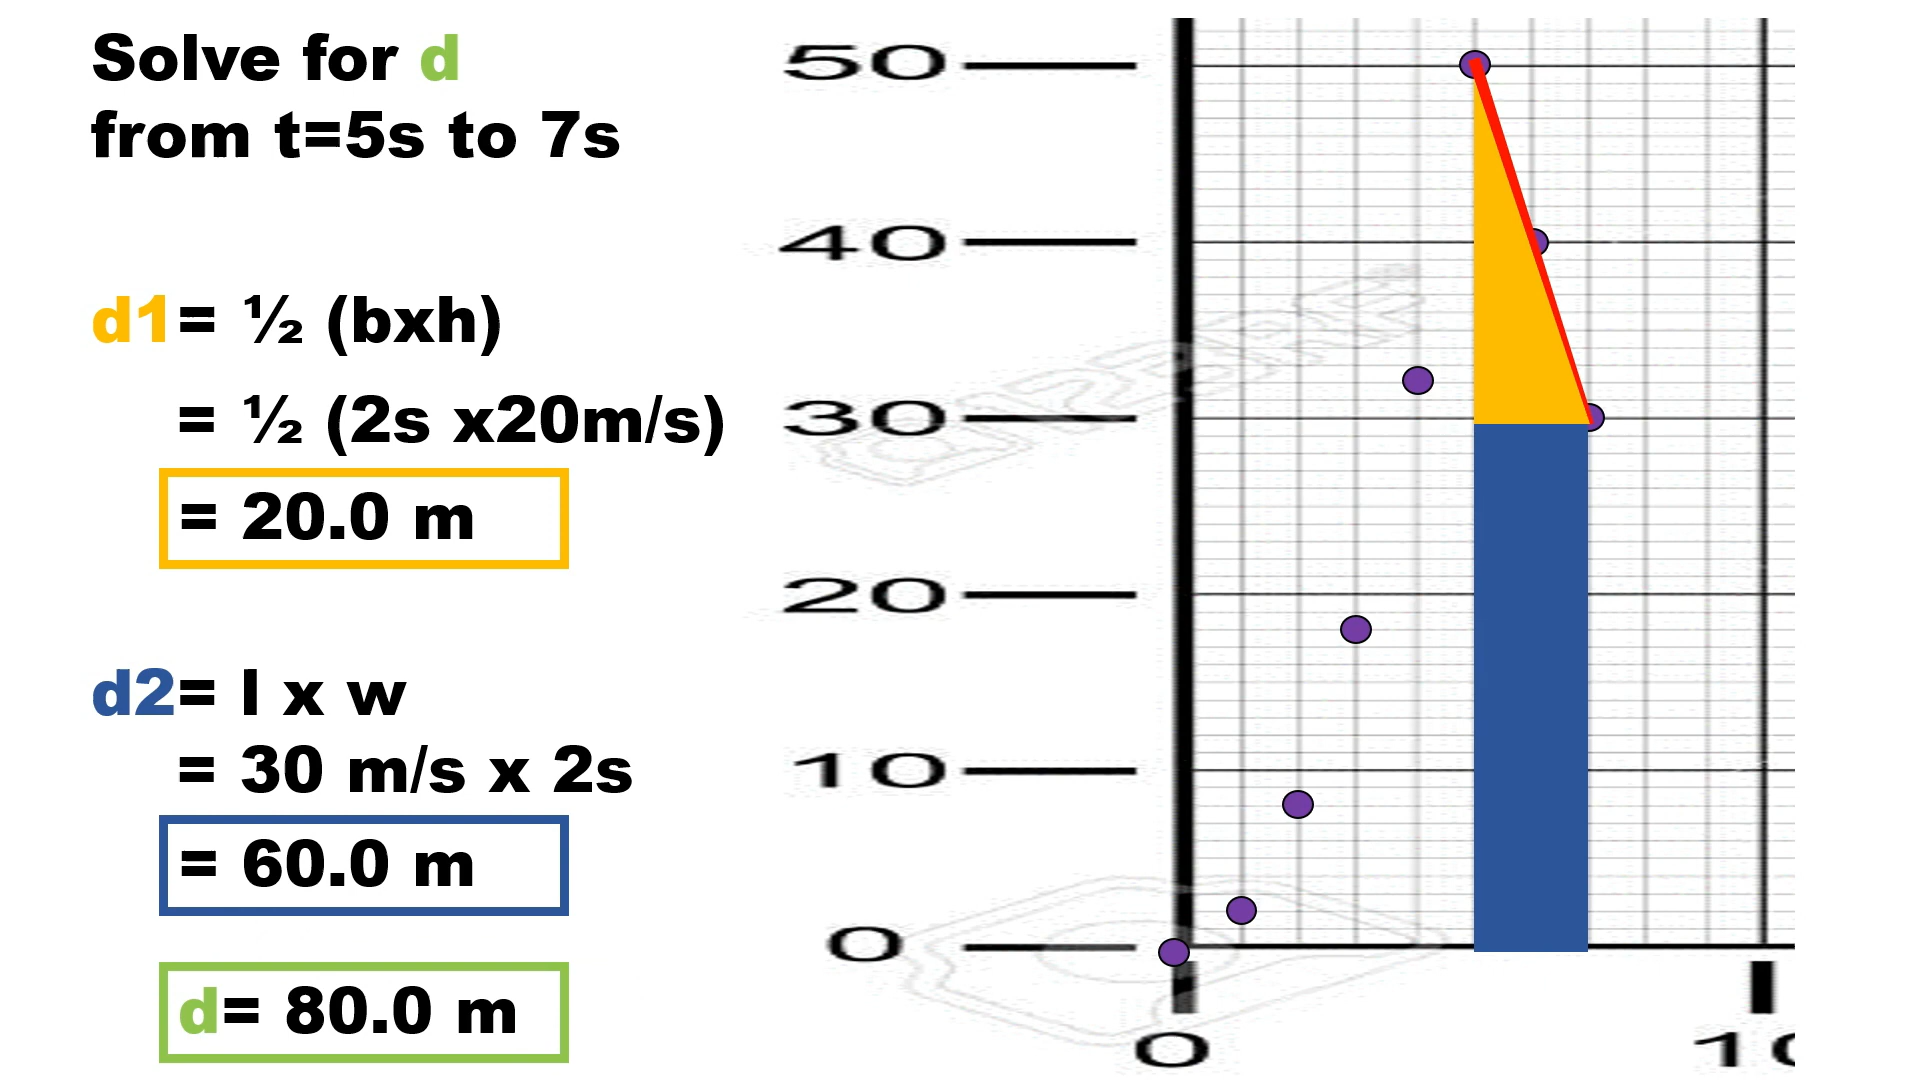 Solve for d
from t=5s to 7s
d1= ½ (bxh)
= ½ (2s x20m/s)
= 20.0 m
d2= l x w
= 30 m/s x 2s
= 60.0 m
d= 80.0 m
50
40
30
20
10
0
0
10